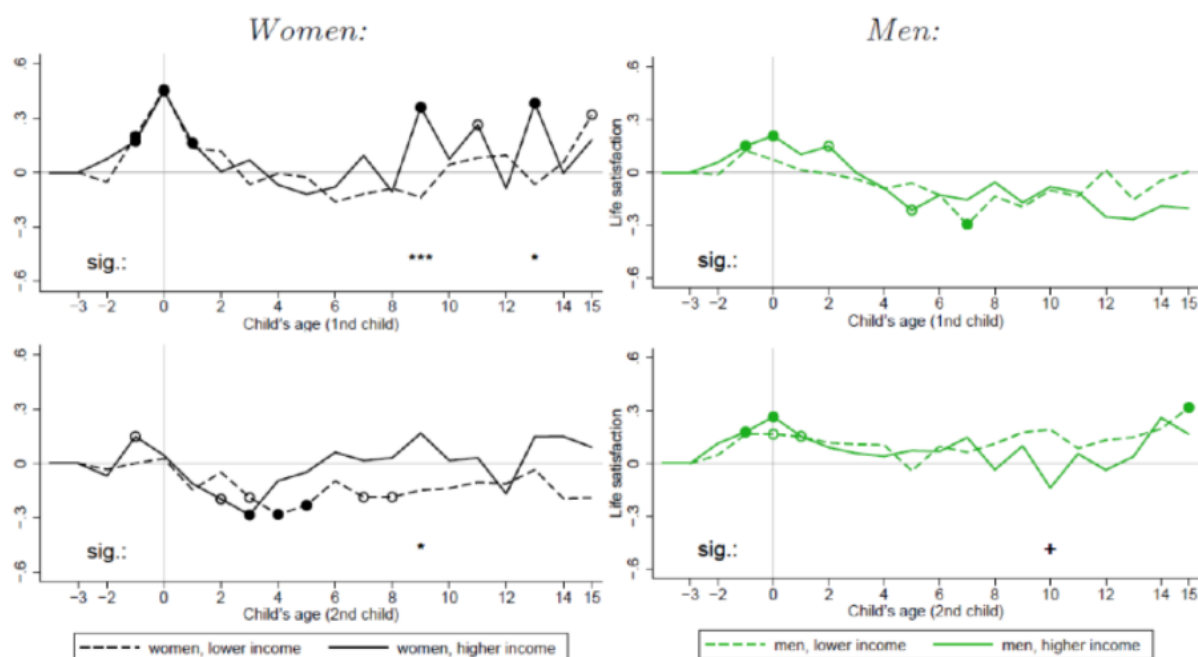 Women:
Men:
.6
.3
0
-.3
-.6
sig.:
***
*
-3 -2 0 2 4 6 8 10 12 14 15
Child's age (1nd child)
Life satisfaction
.6
.3
0
-.3
-.6
sig.:
-3 -2 0 2 4 6 8 10 12 14 15
Child's age (1nd child)
.6
.3
0
-.3
-.6
sig.:
*
-3 -2 0 2 4 6 8 10 12 14 15
Child's age (2nd child)
Life satisfaction
.6
.3
0
-.3
-.6
sig.:
+
-3 -2 0 2 4 6 8 10 12 14 15
Child's age (2nd child)
women, lower income women, higher income
men, lower income men, higher income